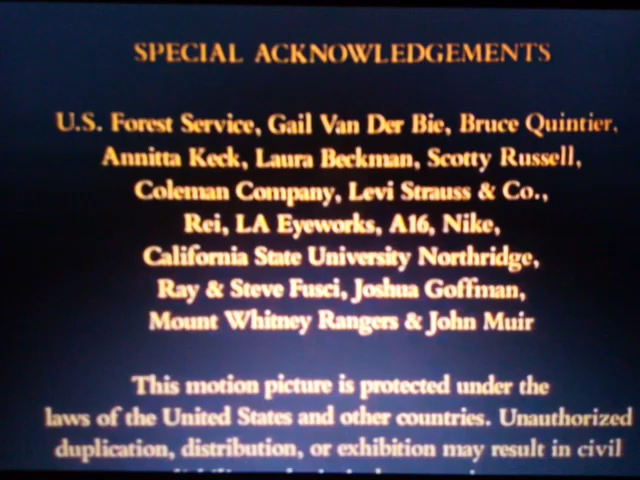 SPECIAL ACKNOWLEDGEMENTS
U.S. Forest Service, Gail Van Der Bie, Bruce Quintier,
Annitta Keck, Laura Beckman, Scotty Russell,
Coleman Company, Levi Strauss & Co.,
Rei, LA Eyeworks, A16, Nike,
California State University Northridge,
Ray & Steve Fusci, Joshua Goffman,
Mount Whitney Rangers & John Muir
This motion picture is protected under the
laws of the United States and other countries. Unauthorized
duplication, distribution, or exhibition may result in civil